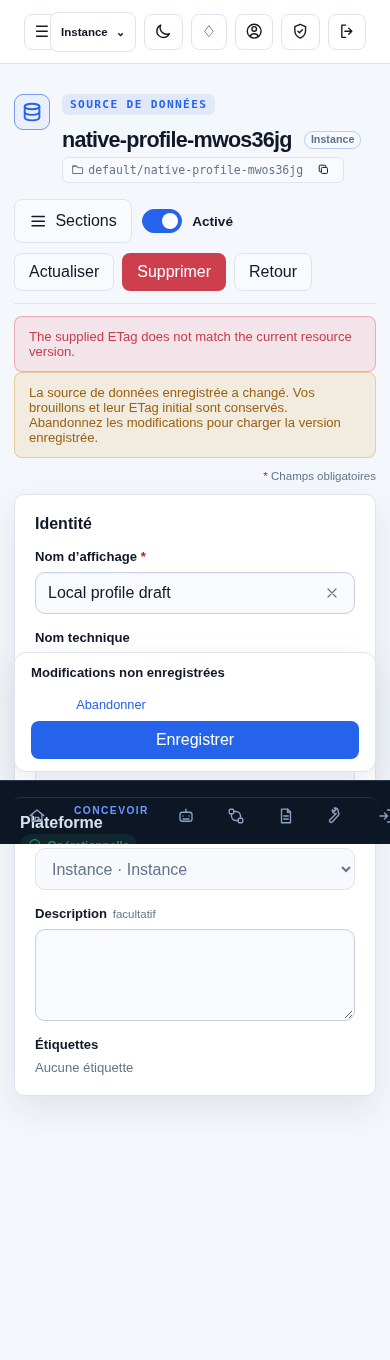 Instance
SOURCE DE DONNÉES
native-profile-mwos36jg Instance
default/native-profile-mwos36jg
Sections Activé
Actualiser Supprimer Retour
The supplied ETag does not match the current resource
version.
La source de données enregistrée a changé. Vos
brouillons et leur ETag initial sont conservés.
Abandonnez les modifications pour charger la version
enregistrée.
* Champs obligatoires
Identité
Nom d’affichage *
Local profile draft
Nom technique
Modifications non enregistrées
Abandonner
Enregistrer
CONCEVOIR
Plateforme
Opérationnelle
Instance · Instance
Description facultatif
Étiquettes
Aucune étiquette